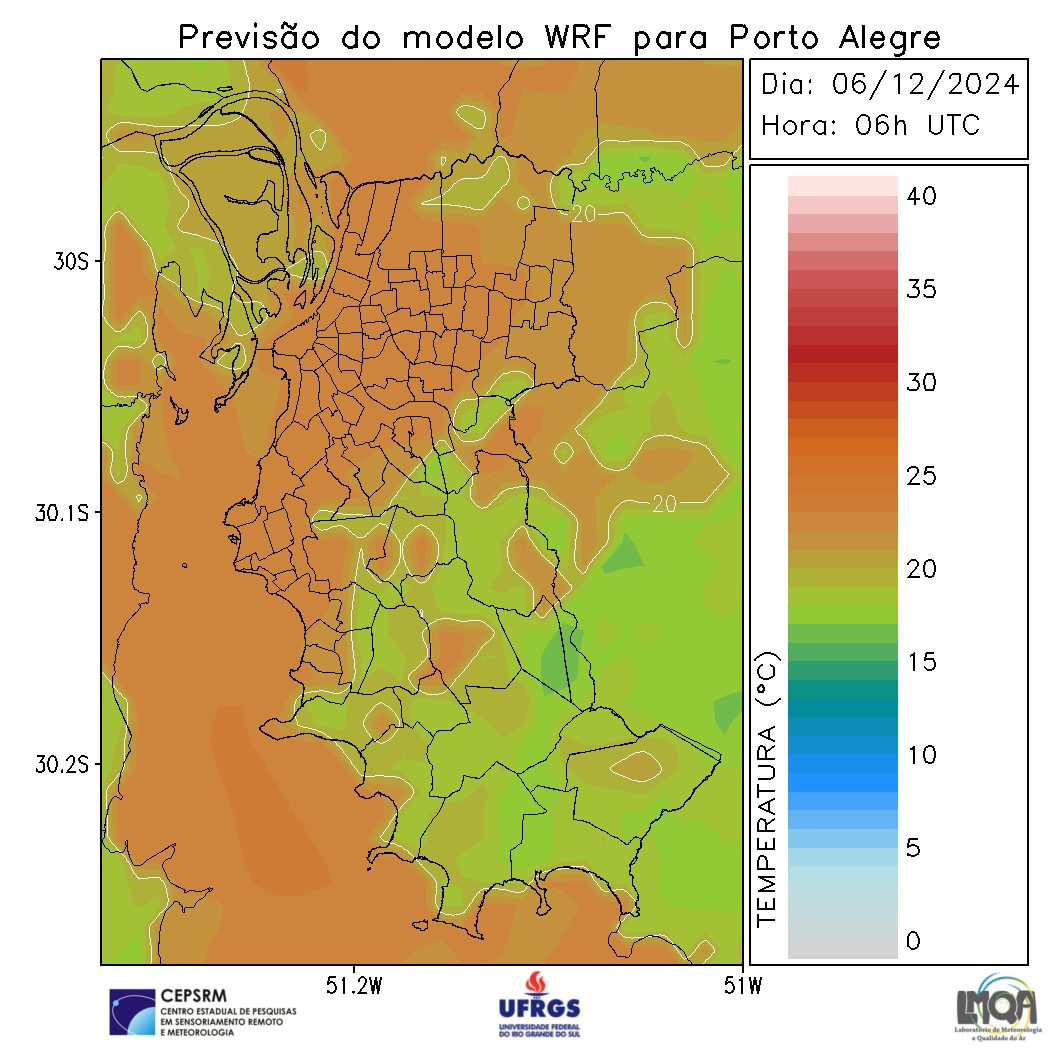 Previsão do modelo WRF para Porto Alegre
Dia: 06/12/2024
Hora: 06h UTC
40
35
30
25
20
15
10
5
0
TEMPERATURA (°C)
20
20
30S
30.1S
30.2S
51.2W
51W
CEPSRM
CENTRO ESTADUAL DE PESQUISAS
EM SENSORIAMENTO REMOTO
E METEOROLOGIA
UFRGS
UNIVERSIDADE FEDERAL
DO RIO GRANDE DO SUL
LMQA
Laboratório de Meteorologia
e Qualidade do Ar